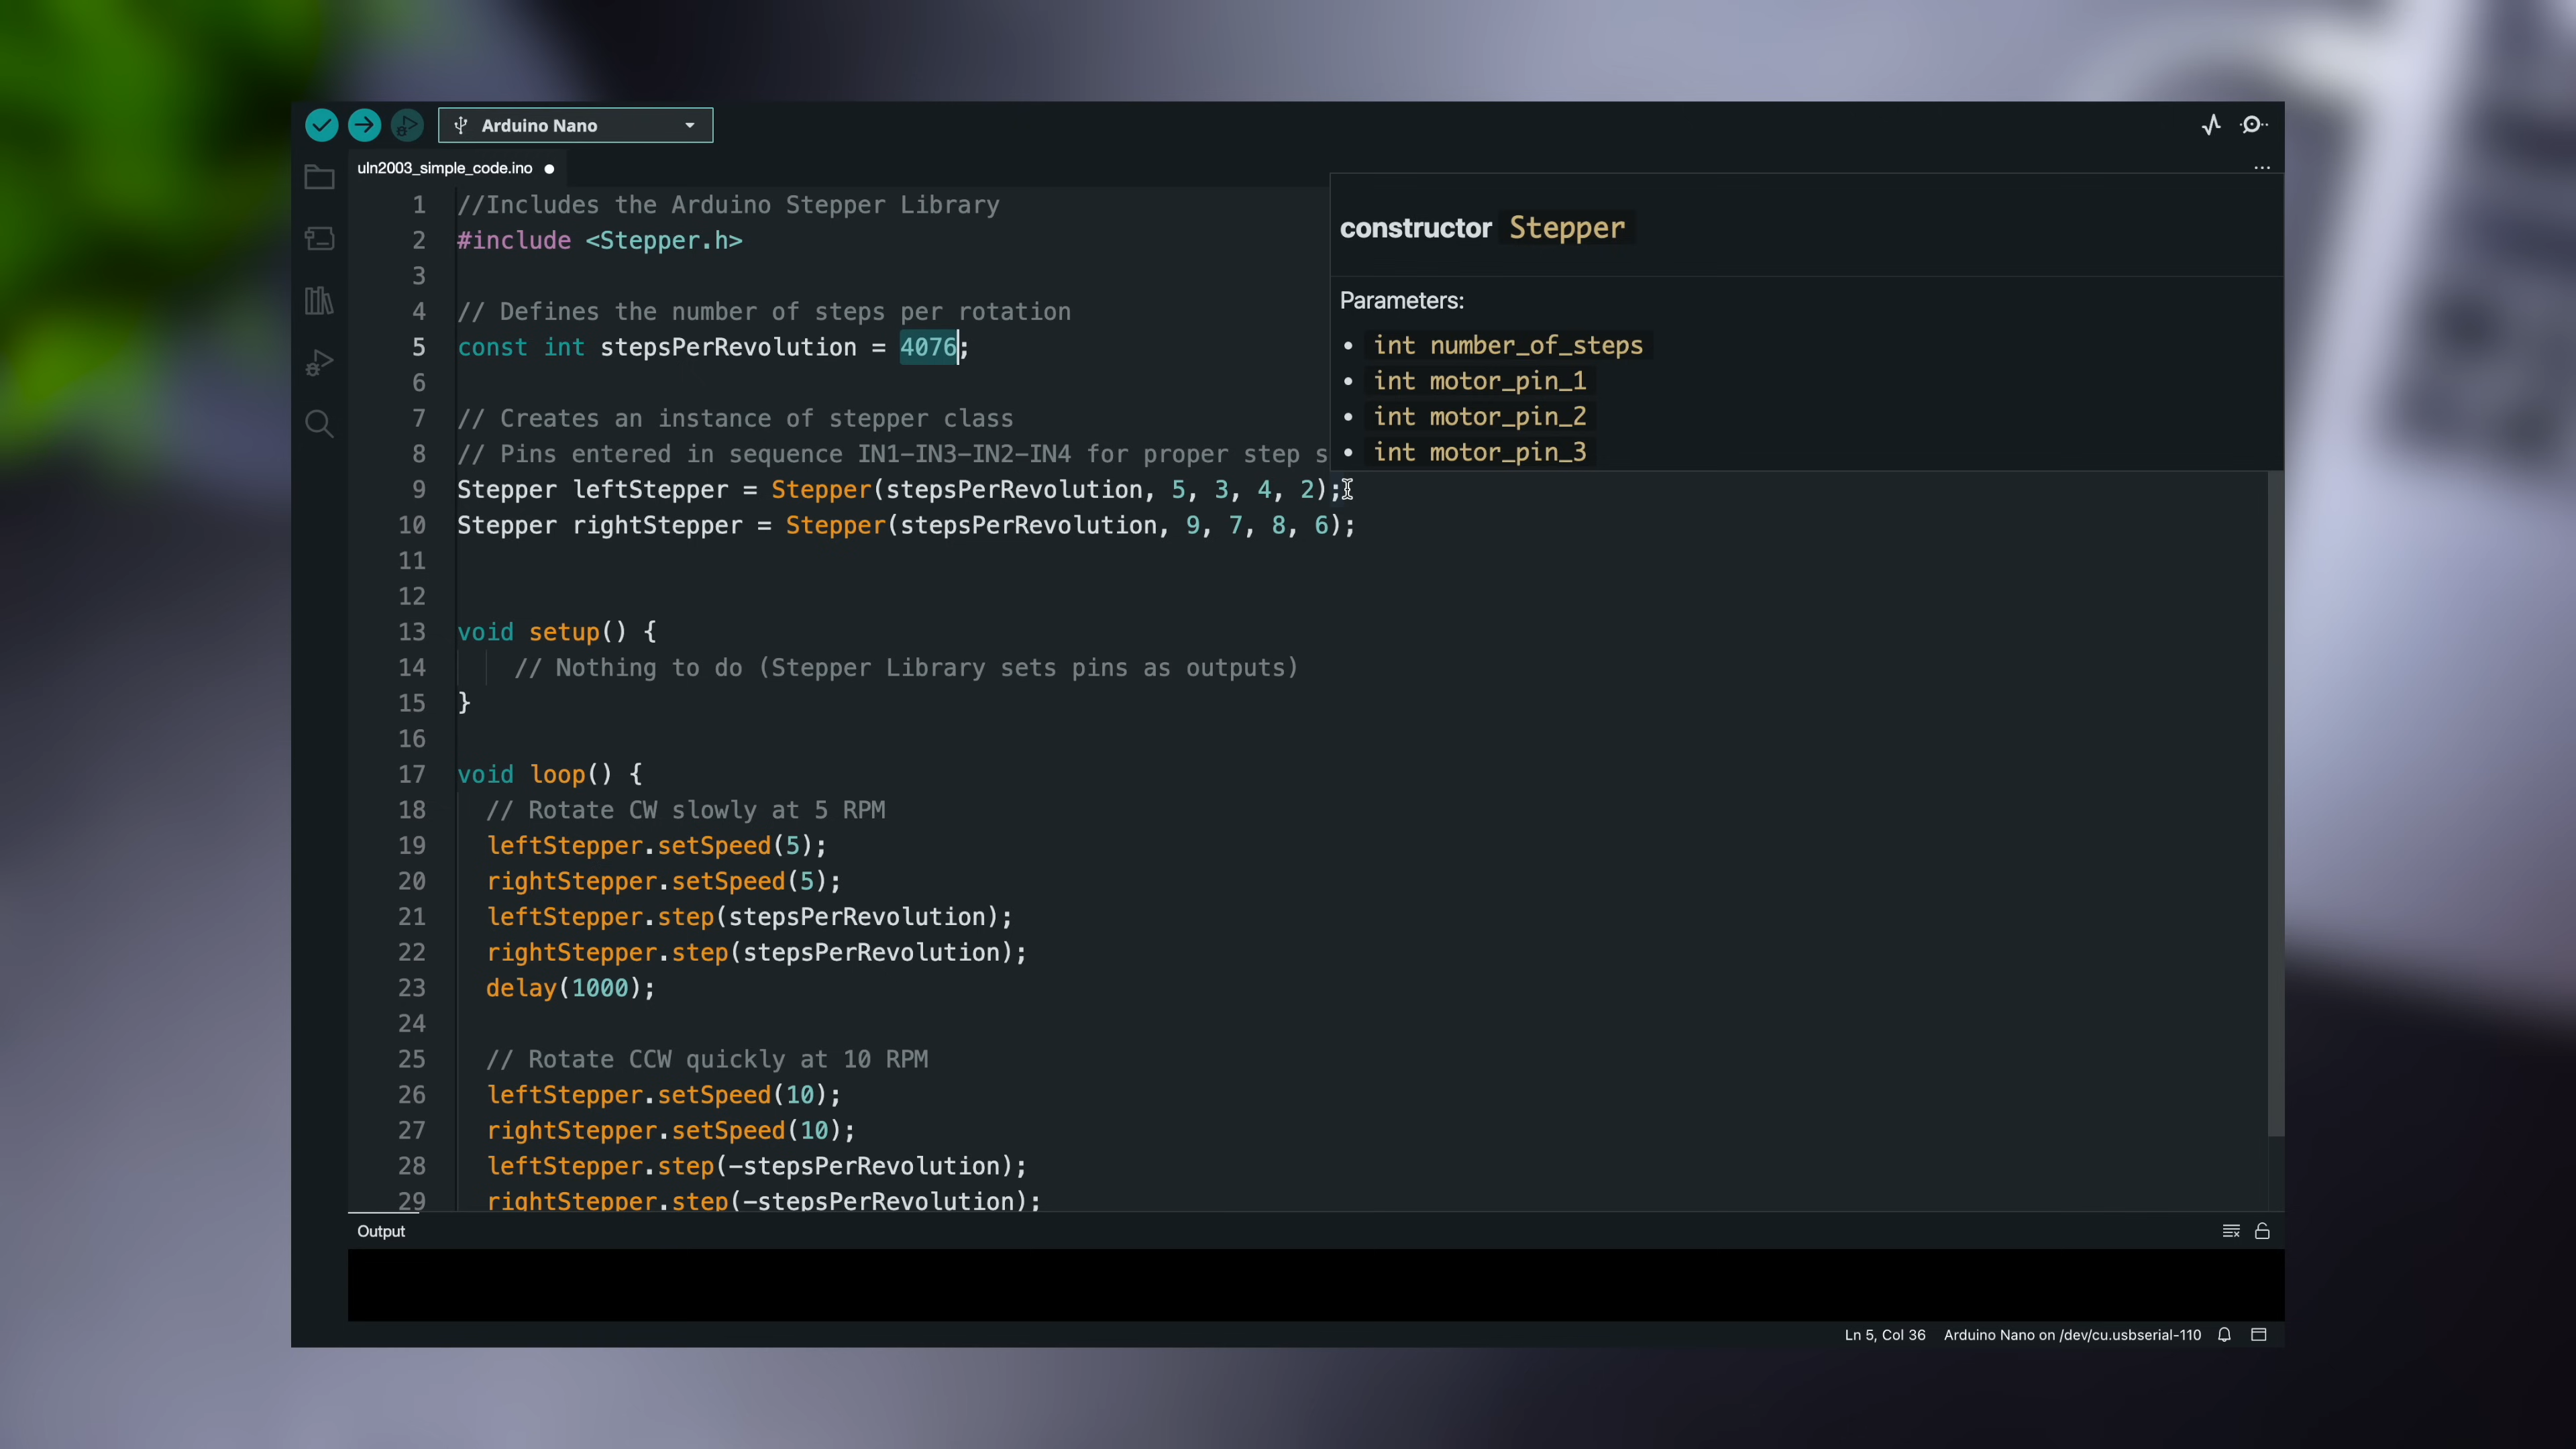 Arduino Nano
uln2003_simple_code.ino
1 //Includes the Arduino Stepper Library
2 #include <Stepper.h>
3
4 // Defines the number of steps per rotation
5 const int stepsPerRevolution = 4076;
6
7 // Creates an instance of stepper class
8 // Pins entered in sequence IN1-IN3-IN2-IN4 for proper step s
9 Stepper leftStepper = Stepper(stepsPerRevolution, 5, 3, 4, 2);
10 Stepper rightStepper = Stepper(stepsPerRevolution, 9, 7, 8, 6);
11
12
13 void setup() {
14 // Nothing to do (Stepper Library sets pins as outputs)
15 }
16
17 void loop() {
18 // Rotate CW slowly at 5 RPM
19 leftStepper.setSpeed(5);
20 rightStepper.setSpeed(5);
21 leftStepper.step(stepsPerRevolution);
22 rightStepper.step(stepsPerRevolution);
23 delay(1000);
24
25 // Rotate CCW quickly at 10 RPM
26 leftStepper.setSpeed(10);
27 rightStepper.setSpeed(10);
28 leftStepper.step(-stepsPerRevolution);
29 rightStepper.step(-stepsPerRevolution);
constructor Stepper
Parameters:
• int number_of_steps
• int motor_pin_1
• int motor_pin_2
• int motor_pin_3
Output
Ln 5, Col 36 Arduino Nano on /dev/cu.usbserial-110